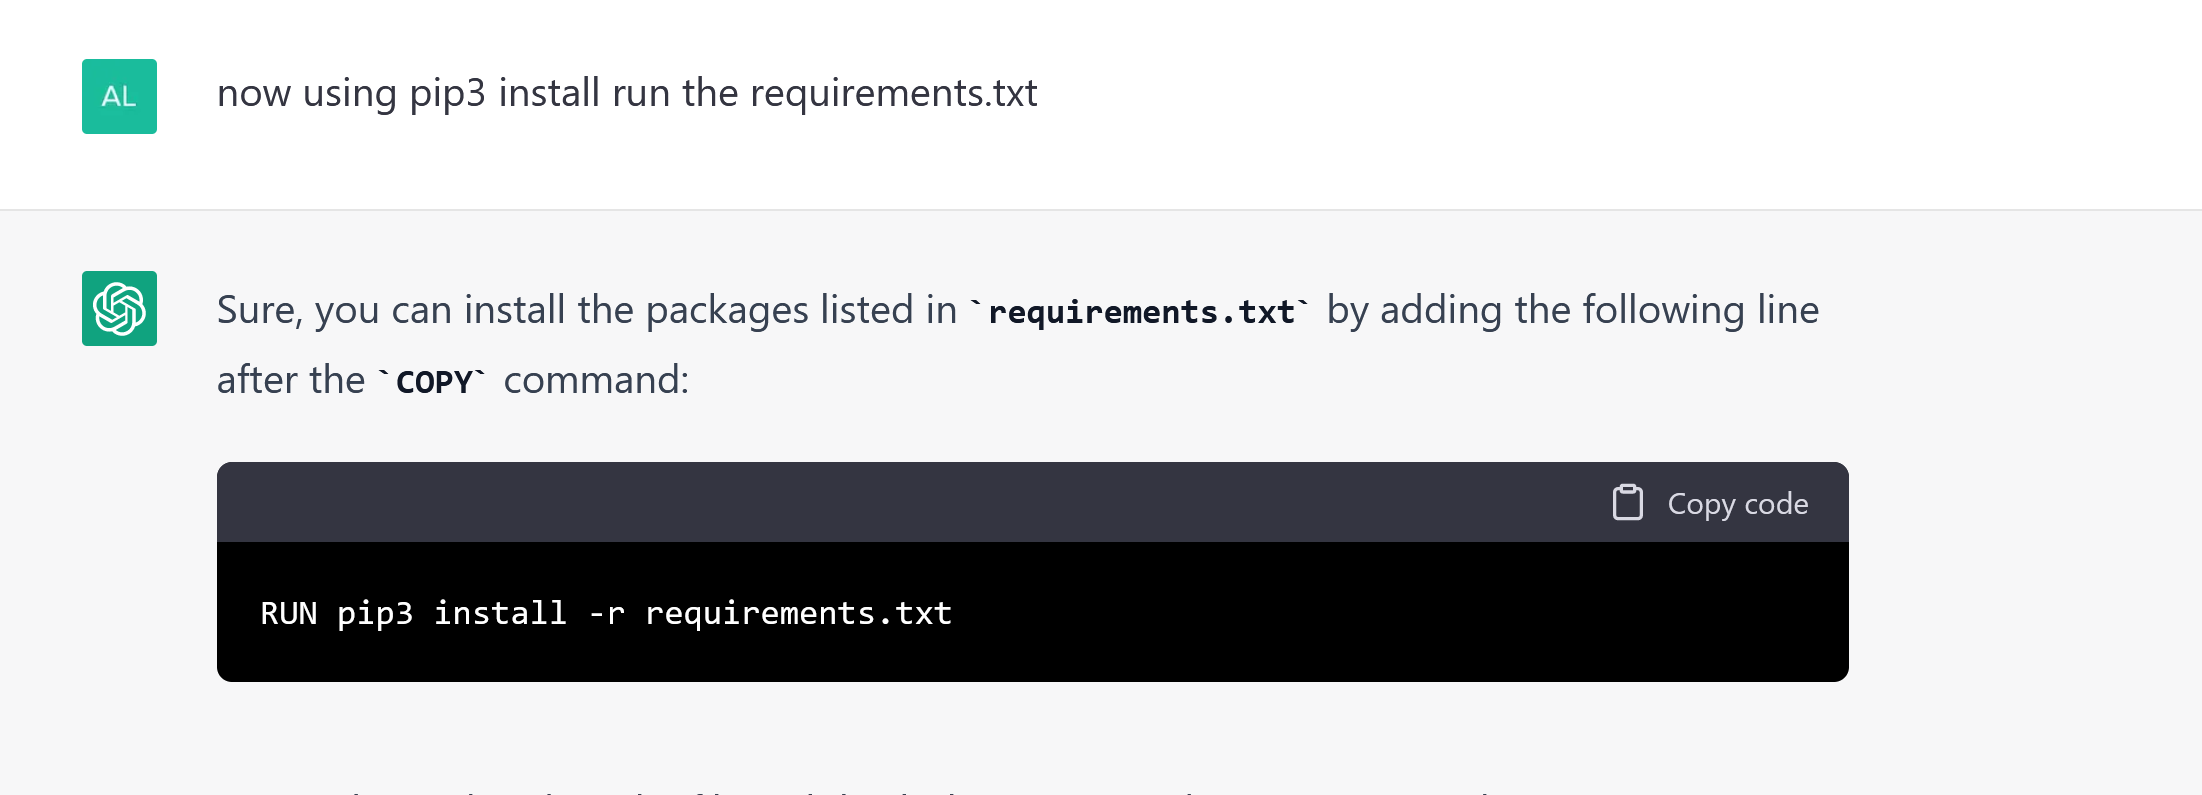 AL
now using pip3 install run the requirements.txt
Sure, you can install the packages listed in `requirements.txt` by adding the following line
after the `COPY` command:
Copy code
RUN pip3 install -r requirements.txt